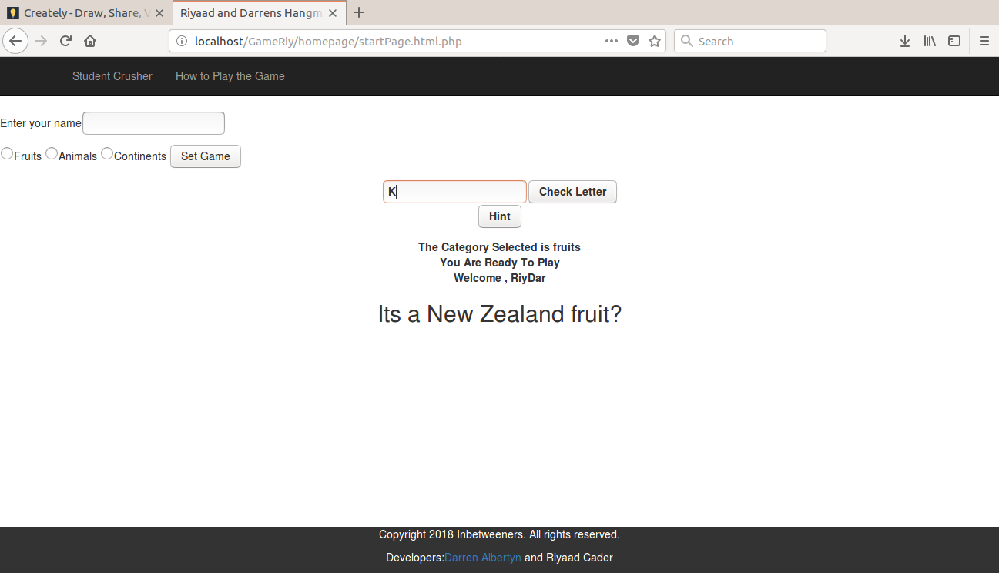 Creately - Draw, Share, V
Riyaad and Darrens Hangm
localhost/GameRiy/homepage/startPage.html.php
Search
Student Crusher How to Play the Game
Enter your name
Fruits Animals Continents Set Game
K Check Letter
Hint
The Category Selected is fruits
You Are Ready To Play
Welcome , RiyDar
Its a New Zealand fruit?
Copyright 2018 Inbetweeners. All rights reserved.
Developers:Darren Albertyn and Riyaad Cader